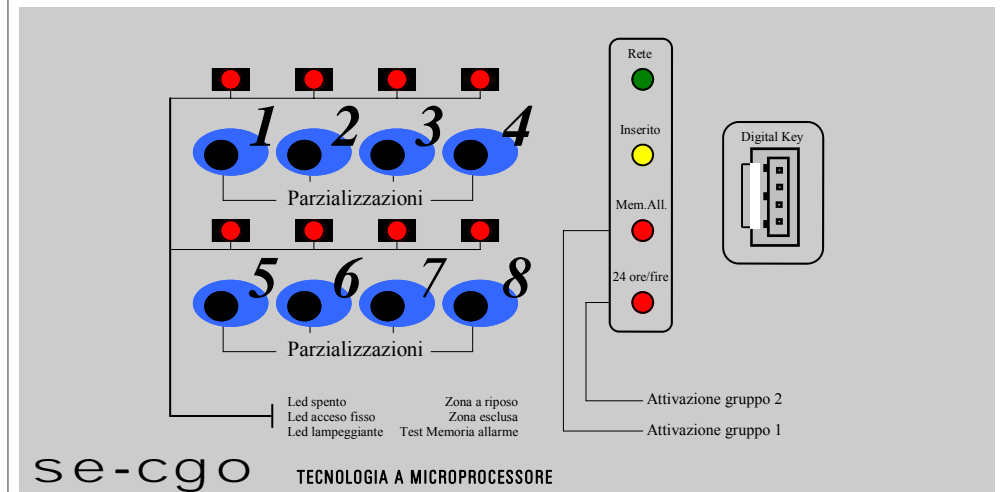 Rete
1 2 3 4
Inserito
Digital Key
Parzializzazioni
Mem.All.
5 6 7 8
24 ore/fire
Parzializzazioni
Led spento Zona a riposo
Led acceso fisso Zona esclusa
Led lampeggiante Test Memoria allarme
Attivazione gruppo 2
Attivazione gruppo 1
se-cgo TECNOLOGIA A MICROPROCESSORE